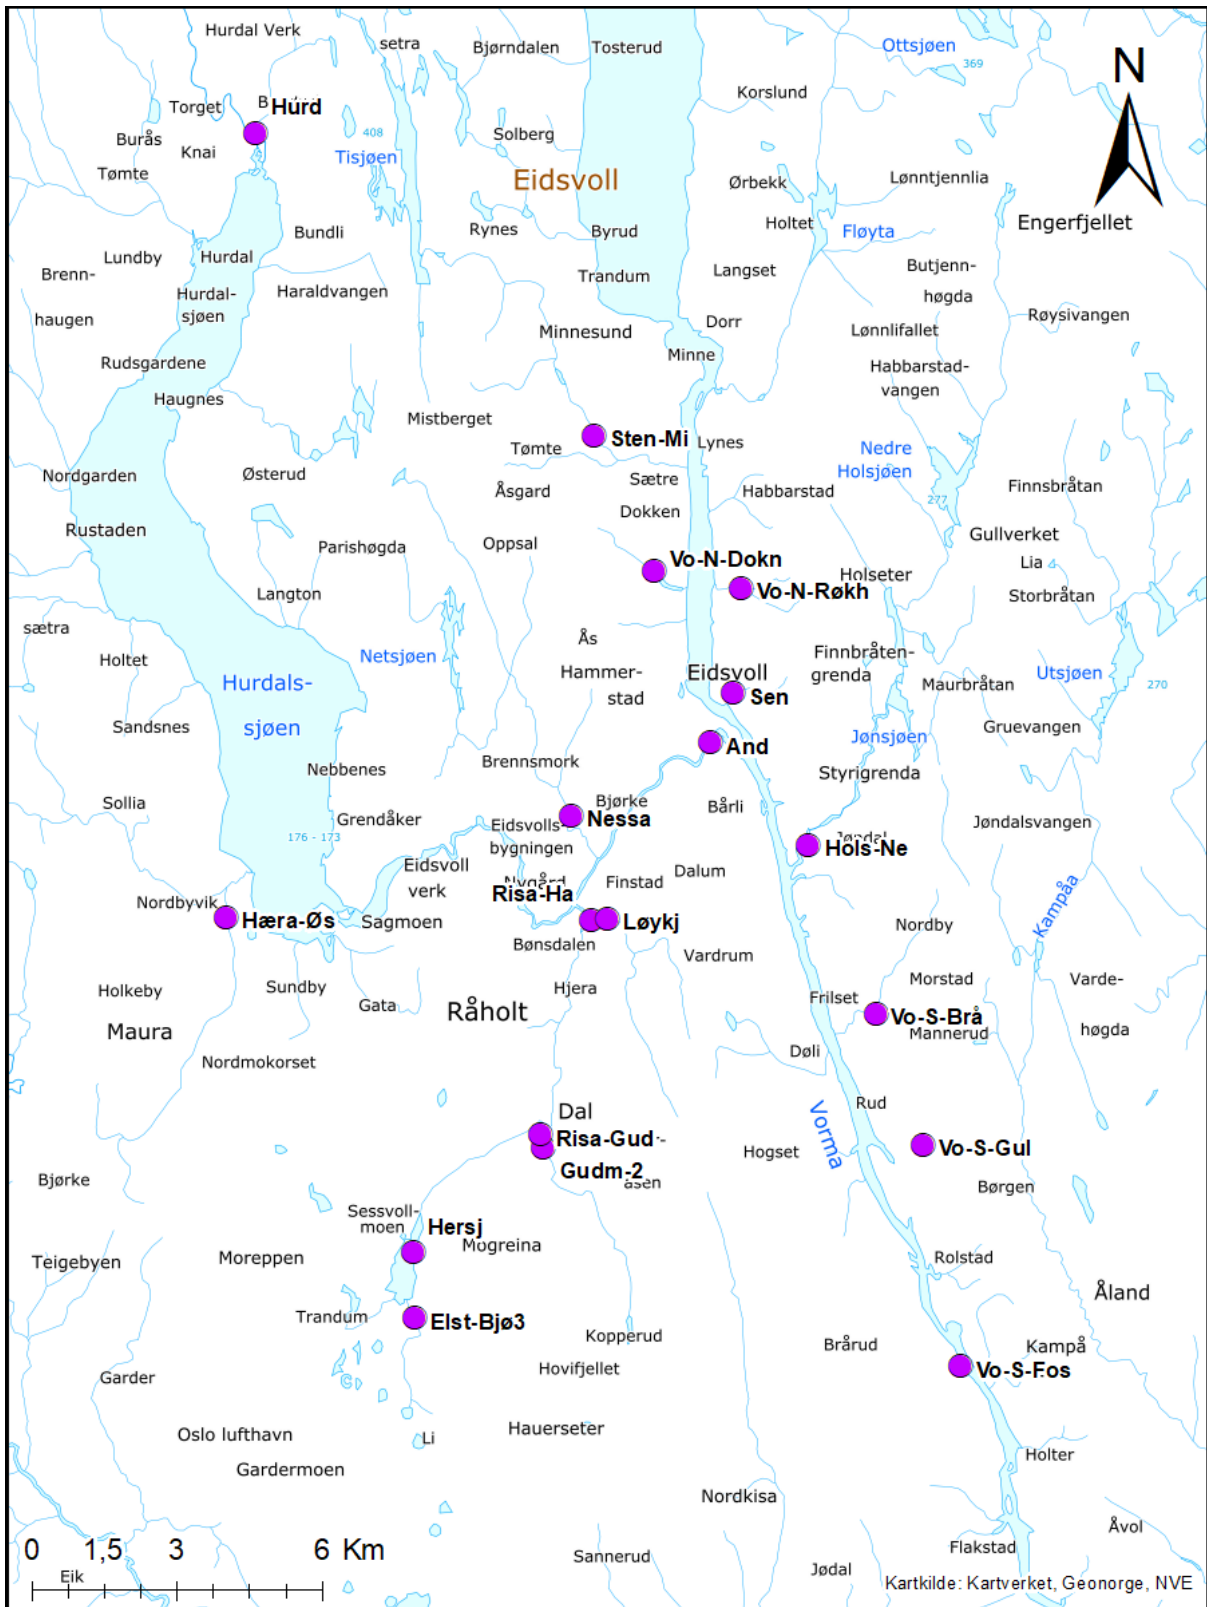 Hurdal Verk
setra
Bjørndalen
Tosterud
Ottsjøen
369
N
Korslund
Torget
Hurd
Burås
Knai
408
Solberg
Tisjøen
Tømte
Eidsvoll
Ørbekk
Lønntjennlia
Holtet
Engerfjellet
Fløyta
Bundli
Rynes
Byrud
Lundby
Hurdal
Brenn-
haugen
Hurdal-
sjøen
Haraldvangen
Trandum
Langset
Butjenn-
høgda
Minnesund
Dorr
Lønnlifallet
Røysivangen
Minne
Rudsgardene
Habbarstad-
vangen
Haugnes
Mistberget
Sten-Mi
Lynes
Tømte
Nedre
Holsjøen
Nordgarden
Østerud
Sætre
Åsgard
Habbarstad
277
Finnsbråtan
Dokken
Rustaden
Parishøgda
Oppsal
Gullverket
Vo-N-Dokn
Lia
Holseter
Langton
Vo-N-Røkh
Storbråtan
sætra
Ås
Netsjøen
Holtet
Hammer-
stad
Finnbråten-
grenda
Hurdals-
sjøen
Eidsvoll
Utsjøen
270
Sen
Maurbråtan
Sandsnes
Gruevangen
And
Jønsjøen
Brennsmork
Nebbenes
Styrigrenda
Sollia
Bjørke
Bårli
Grendåker
Nessa
Eidsvolls-
bygningen
Jøndalsvangen
176 - 173
Jøndal
Hols-Ne
Eidsvoll
verk
Dalum
Nygård
Finstad
Risa-Ha
Nordbyvik
Hæra-Øs
Sagmoen
Løykj
Kampåa
Nordby
Bønsdalen
Vardrum
Holkeby
Sundby
Hjera
Morstad
Varde-
høgda
Gata
Frilset
Råholt
Vo-S-Brå
Maura
Mannerud
Nordmokorset
Døli
Dal
Rud
Risa-Gud
Vorma
Gudm-2
åsen
Hogset
Vo-S-Gul
Bjørke
Børgen
Sessvoll-
moen
Hersj
Mogreina
Teigebyen
Moreppen
Rolstad
Åland
Trandum
Elst-Bjø3
Kopperud
Brårud
Kampå
Hovifjellet
Vo-S-Fos
Garder
Oslo lufthavn
Gardermoen
Li
Hauerseter
Holter
Nordkisa
Åvol
0 1,5 3 6 Km
Eik
Sannerud
Jødal
Flakstad
Kartkilde: Kartverket, Geonorge, NVE